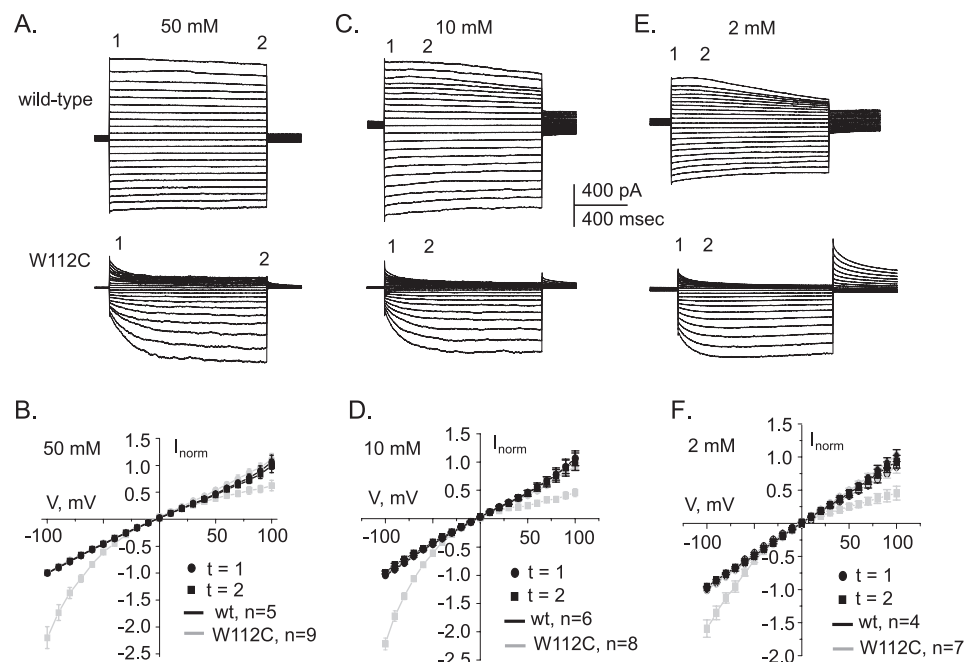 A. 50 mM C. 10 mM E. 2 mM
1 2 1 2 1 2
wild-type
400 pA
400 msec
1 2 1 2 1 2
W112C
B. D. F.
50 mM 1.5 I norm 10 mM 1.5 I norm 2 mM 1.5 I norm
1.0 1.0 1.0
V, mV 0.5 V, mV 0.5 V, mV 0.5
-100 50 100 -100 50 100 -100 50 100
-0.5 -0.5 -0.5
-1.0 t = 1 -1.0 t = 1 -1.0 t = 1
t = 2 t = 2 t = 2
-1.5 wt, n=5 -1.5 wt, n=6 -1.5 wt, n=4
-2.0 W112C, n=9 -2.0 W112C, n=8 W112C, n=7
-2.5 -2.5 -2.0